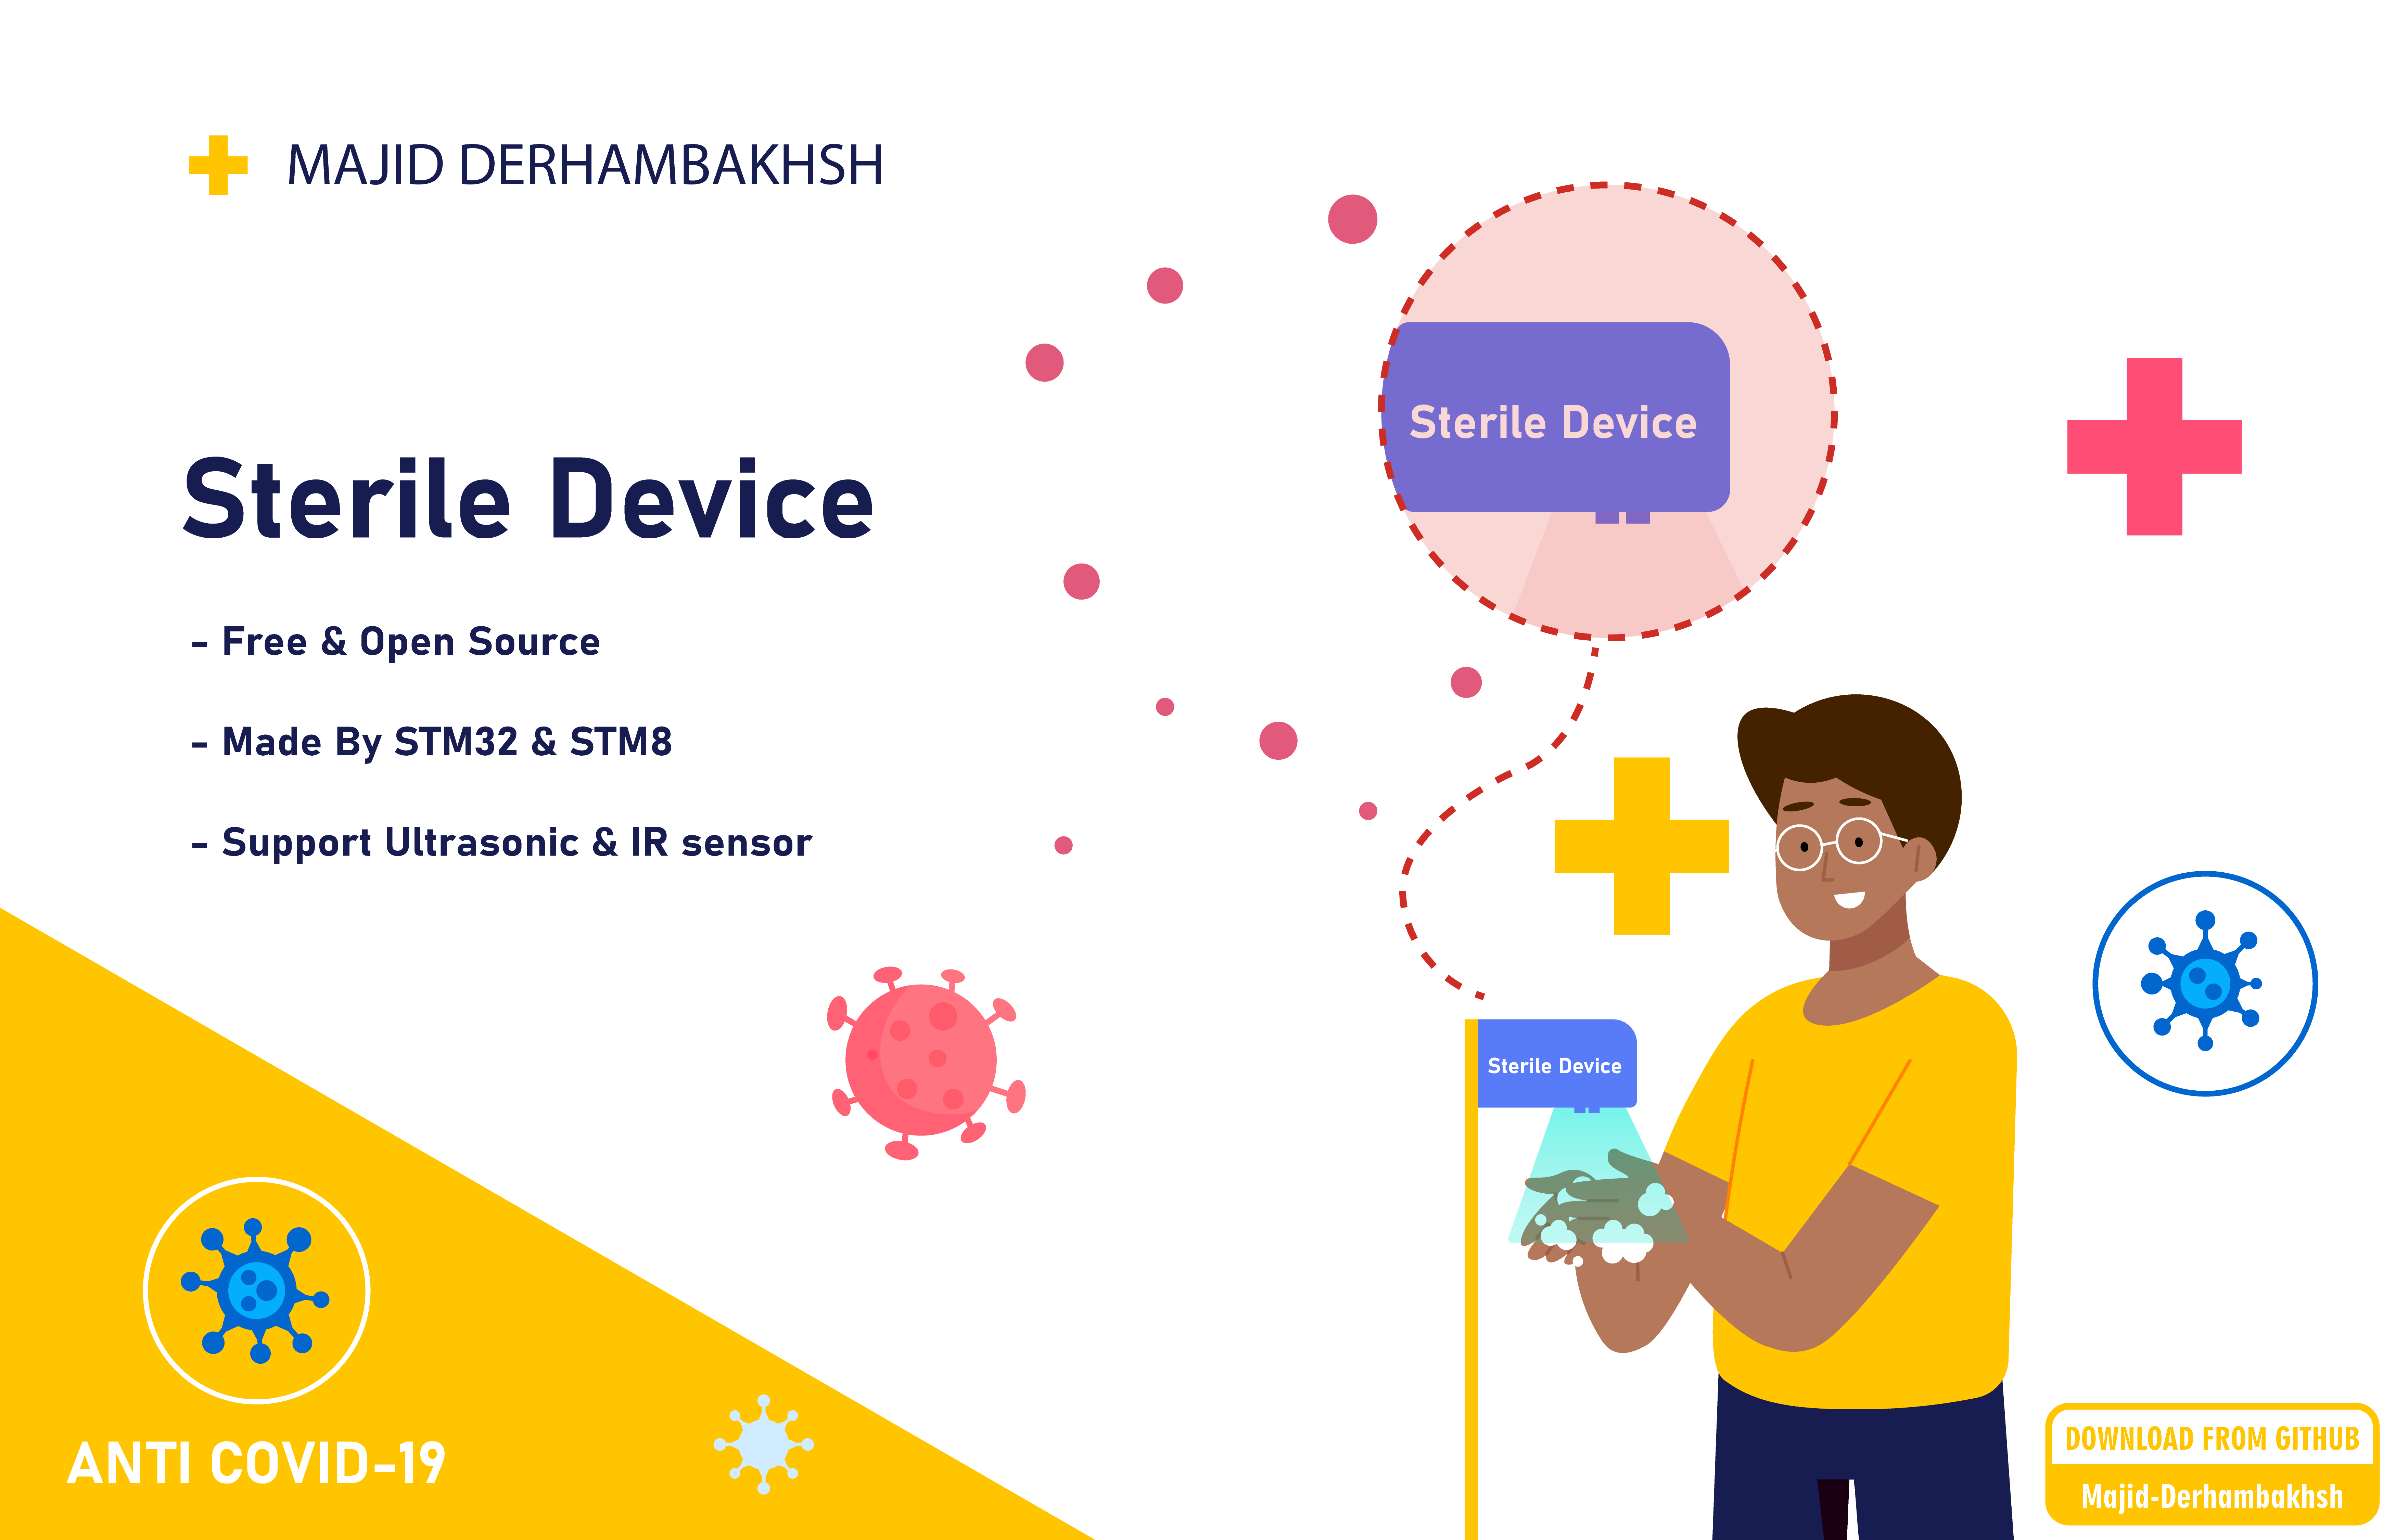 MAJID DERHAMBAKHSH
Sterile Device
- Free & Open Source
- Made By STM32 & STM8
- Support Ultrasonic & IR sensor
Sterile Device
Sterile Device
ANTI COVID-19
DOWNLOAD FROM GITHUB
Majid-Derhambakhsh